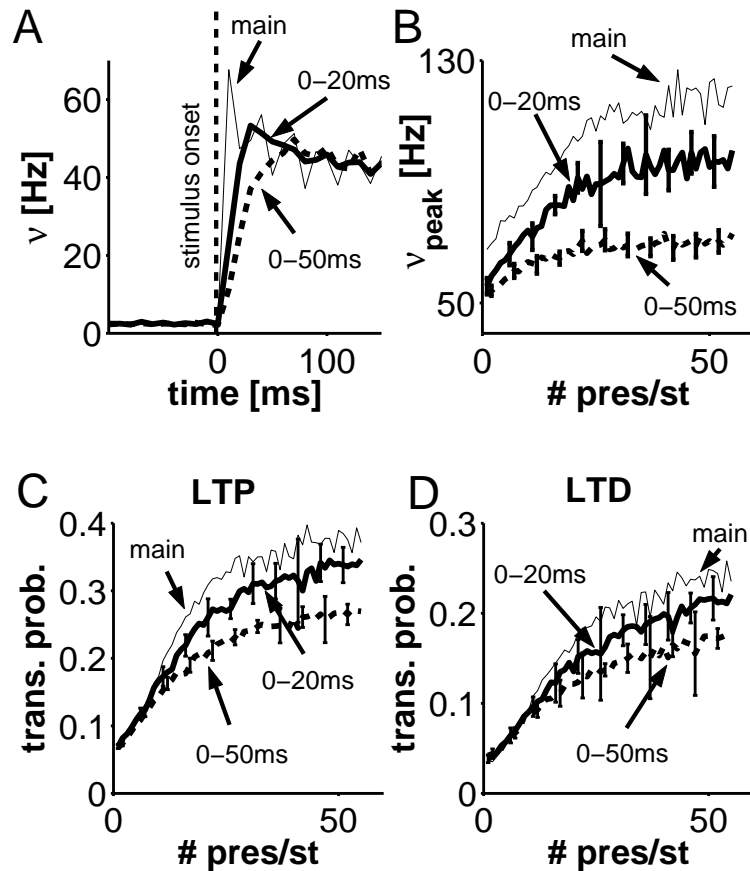 A
main
60
0–20ms
40
ν [Hz]
stimulus onset
20
0–50ms
0
0
100
time [ms]
B
130
main
0–20ms
ν peak [Hz]
50
0–50ms
0
50
# pres/st
C
LTP
0.4
main
0.3
trans. prob.
0.2
0–20ms
0.1
0–50ms
0
0
50
# pres/st
D
LTD
0.3
main
0–20ms
0.2
trans. prob.
0.1
0–50ms
0
0
50
# pres/st